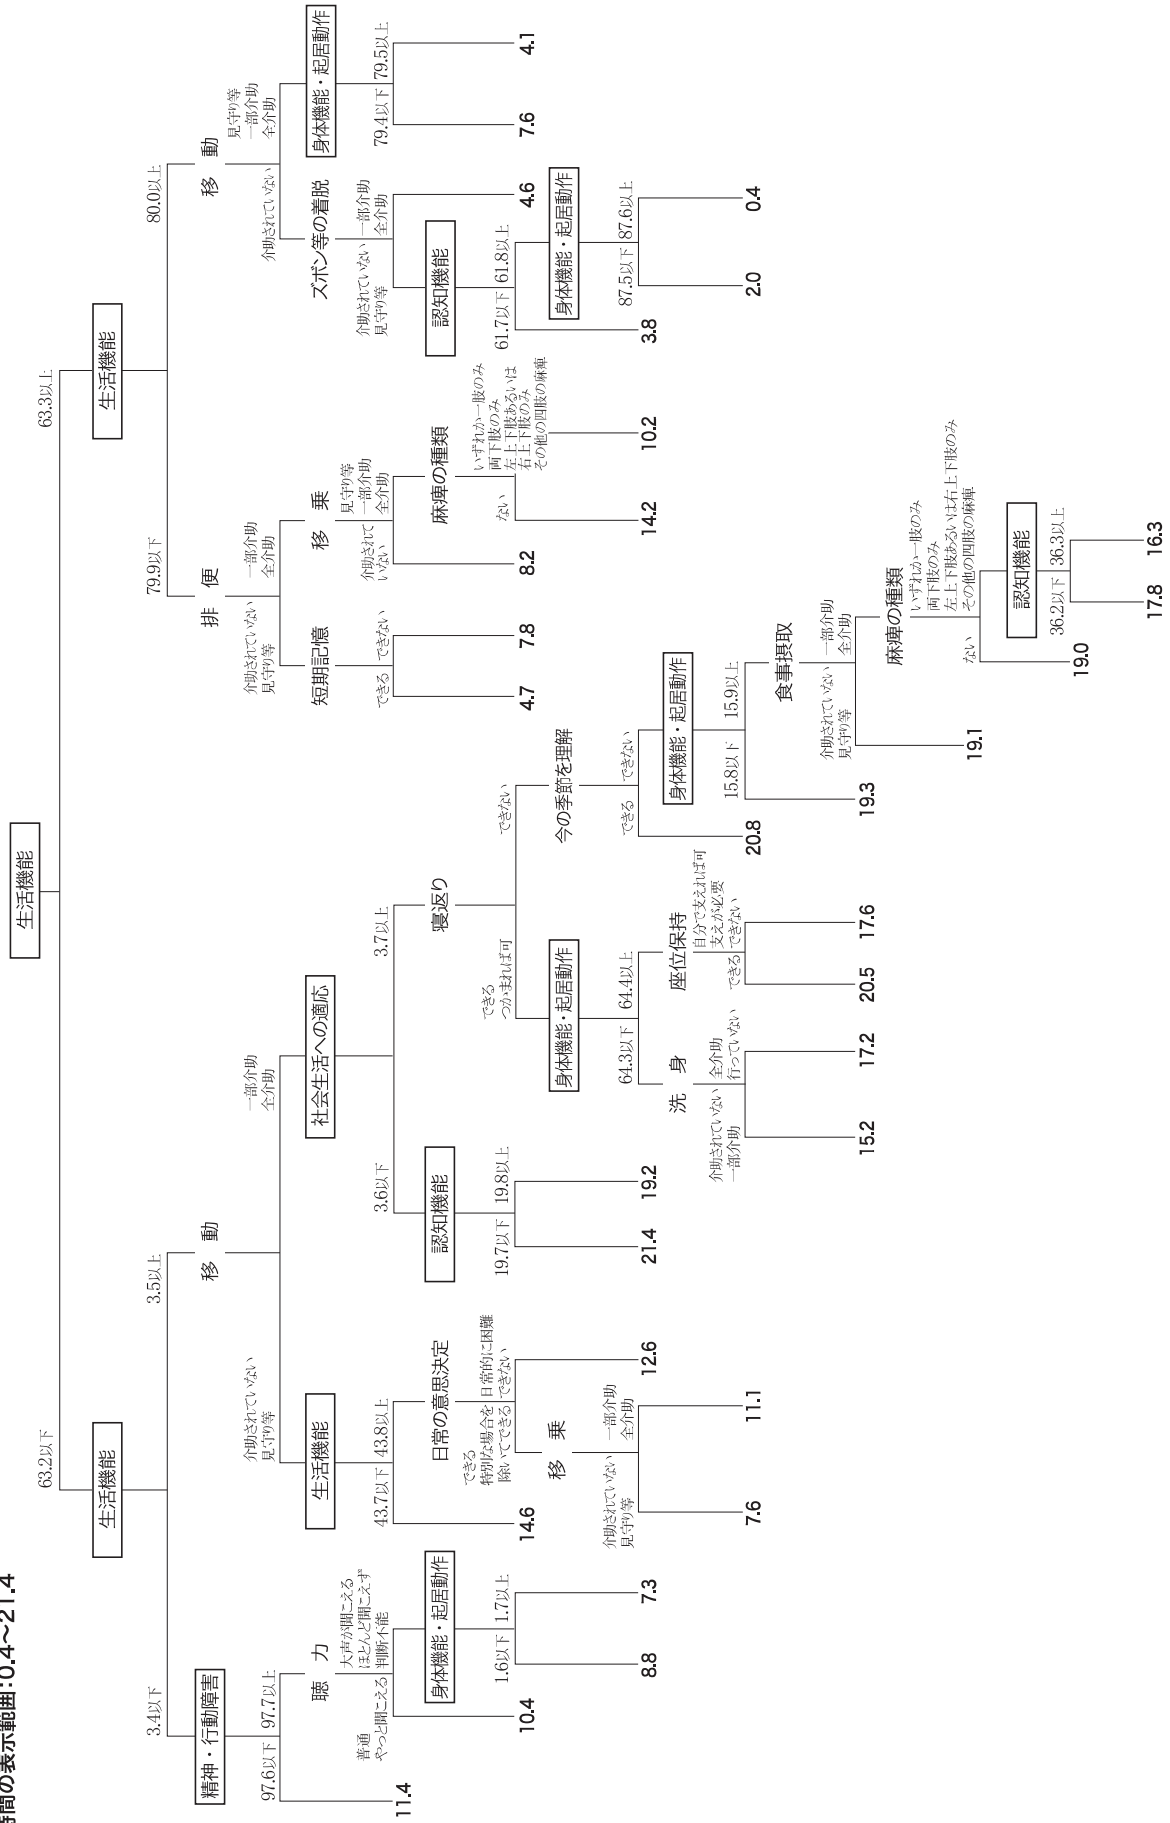 時間の表示範囲:0.4〜21.4
生活機能
63.2以下
63.3以上
生活機能
生活機能
3.4以下
3.5以上
79.9以下
80.0以上
精神・行動障害
移 動
排 便
移 動
97.6以下
97.7以上
介助されていない
見守り等
一部介助
全介助
介助されていない
見守り等
一部介助
全介助
介助されていない
見守り等
一部介助
全介助
11.4
聴 力
生活機能
社会生活への適応
短期記憶
移 乗
ズボン等の着脱
身体機能・起居動作
普通
やっと聞こえる
大声が聞こえる
ほとんど聞こえず
判断不能
43.7以下
43.8以上
3.6以下
3.7以上
できる
できない
介助されて
いない
見守り等
一部介助
全介助
介助されていない
見守り等
一部介助
全介助
79.4以下
79.5以上
10.4
身体機能・起居動作
14.6
日常の意思決定
認知機能
寝返り
4.7
7.8
8.2
麻痺の種類
認知機能
4.6
7.6
4.1
1.6以下
1.7以上
できる
特別な場合を
除いてできる
日常的に困難
できない
19.7以下
19.8以上
できる
つかまれば可
できない
ない
いずれか一肢のみ
両下肢のみ
左上下肢あるいは
右上下肢のみ
その他の四肢の麻痺
61.7以下
61.8以上
8.8
7.3
移 乗
12.6
21.4
19.2
身体機能・起居動作
今の季節を理解
14.2
10.2
3.8
身体機能・起居動作
介助されていない
見守り等
一部介助
全介助
64.3以下
64.4以上
できる
できない
87.5以下
87.6以上
7.6
11.1
洗 身
座位保持
20.8
身体機能・起居動作
2.0
0.4
介助されていない
一部介助
全介助
行っていない
できる
自分で支えれば可
支えが必要
できない
15.8以下
15.9以上
15.2
17.2
20.5
17.6
19.3
食事摂取
介助されていない
見守り等
一部介助
全介助
19.1
麻痺の種類
ない
いずれか一肢のみ
両下肢のみ
左上下肢あるいは右上下肢のみ
その他の四肢の麻痺
19.0
認知機能
36.2以下
36.3以上
17.8
16.3